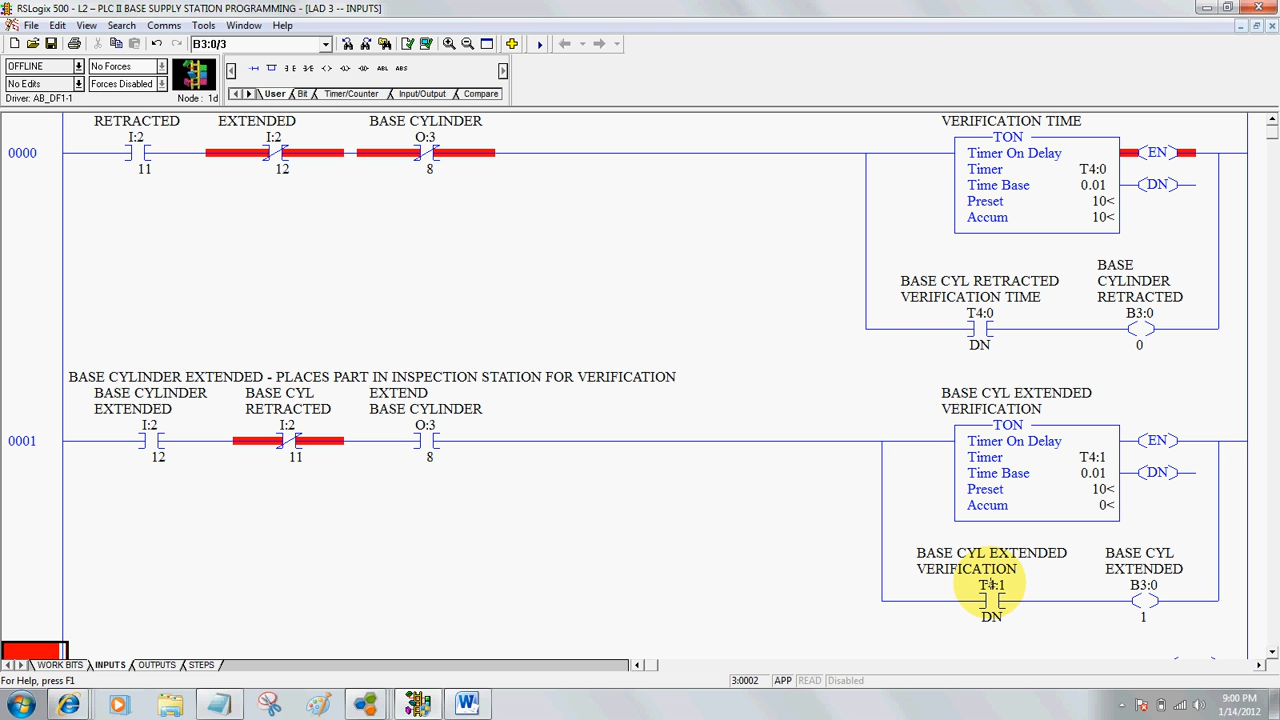 RSLogix 500 - L2 – PLC II BASE SUPPLY STATION PROGRAMMING - [LAD 3 -- INPUTS]
File Edit View Search Comms Tools Window Help
B3:0/3
OFFLINE No Forces
No Edits Forces Disabled
Driver: AB_DF1-1 Node : 1d
ABL ABS
User Bit Timer/Counter Input/Output Compare
RETRACTED EXTENDED BASE CYLINDER VERIFICATION TIME
I:2 I:2 O:3 TON
0000 Timer On Delay EN
11 12 8 Timer T4:0
Time Base 0.01 DN
Preset 10<
Accum 10<
BASE
BASE CYL RETRACTED CYLINDER
VERIFICATION TIME RETRACTED
T4:0 B3:0
DN 0
BASE CYLINDER EXTENDED - PLACES PART IN INSPECTION STATION FOR VERIFICATION
BASE CYLINDER BASE CYL EXTEND BASE CYL EXTENDED
EXTENDED RETRACTED BASE CYLINDER VERIFICATION
I:2 I:2 O:3 TON
0001 Timer On Delay EN
12 11 8 Timer T4:1
Time Base 0.01 DN
Preset 10<
Accum 0<
BASE CYL EXTENDED BASE CYL
VERIFICATION EXTENDED
T4:1 B3:0
DN 1
WORK BITS INPUTS OUTPUTS STEPS
For Help, press F1 3:0002 APP READ Disabled
9:00 PM
1/14/2012